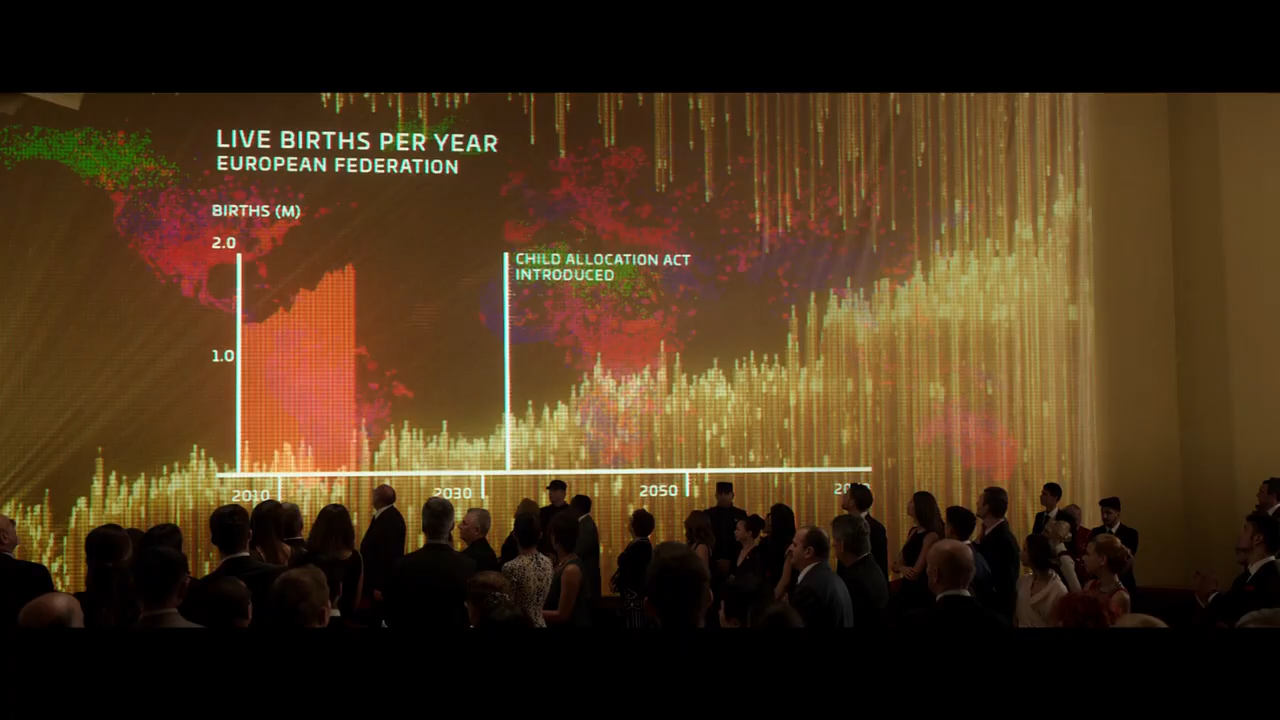 LIVE BIRTHS PER YEAR
EUROPEAN FEDERATION
BIRTHS (M)
2.0
CHILD ALLOCATION ACT
INTRODUCED
1.0
2010 2030 2050